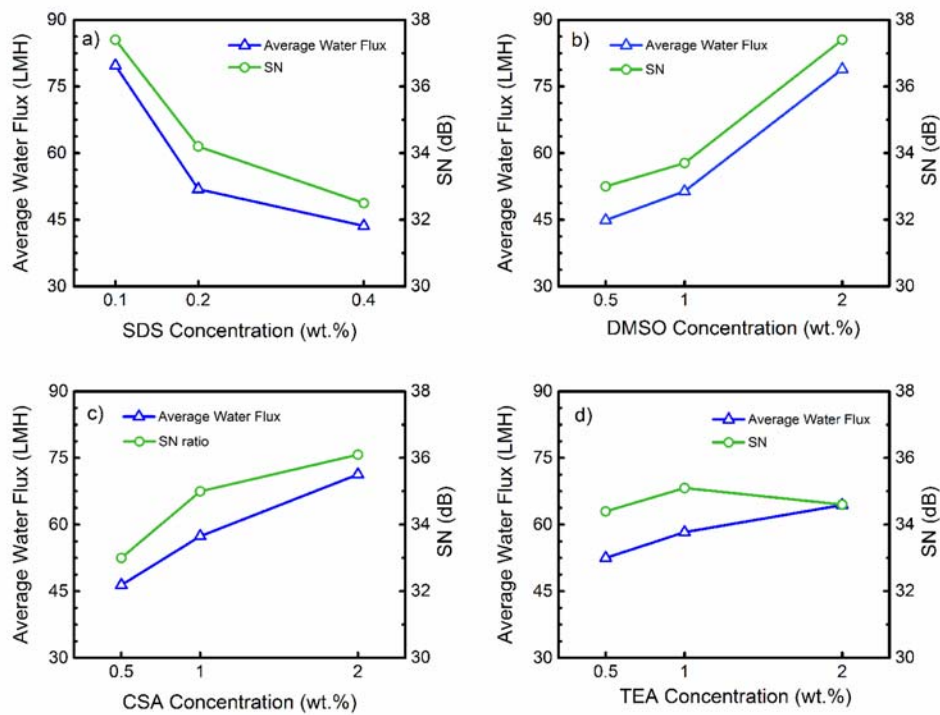 a)
Average Water Flux
SN
Average Water Flux (LMH)
90
75
60
45
30
SN (dB)
38
36
34
32
30
0.1 0.2 0.4
SDS Concentration (wt.%)
b)
Average Water Flux
SN
Average Water Flux (LMH)
90
75
60
45
30
SN (dB)
38
36
34
32
30
0.5 1 2
DMSO Concentration (wt.%)
c)
Average Water Flux
SN ratio
Average Water Flux (LMH)
90
75
60
45
30
SN (dB)
38
36
34
32
30
0.5 1 2
CSA Concentration (wt.%)
d)
Average Water Flux
SN
Average Water Flux (LMH)
90
75
60
45
30
SN (dB)
38
36
34
32
30
0.5 1 2
TEA Concentration (wt.%)